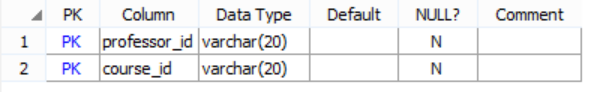 PK Column Data Type Default NULL? Comment
1 PK professor_id varchar(20) N
2 PK course_id varchar(20) N